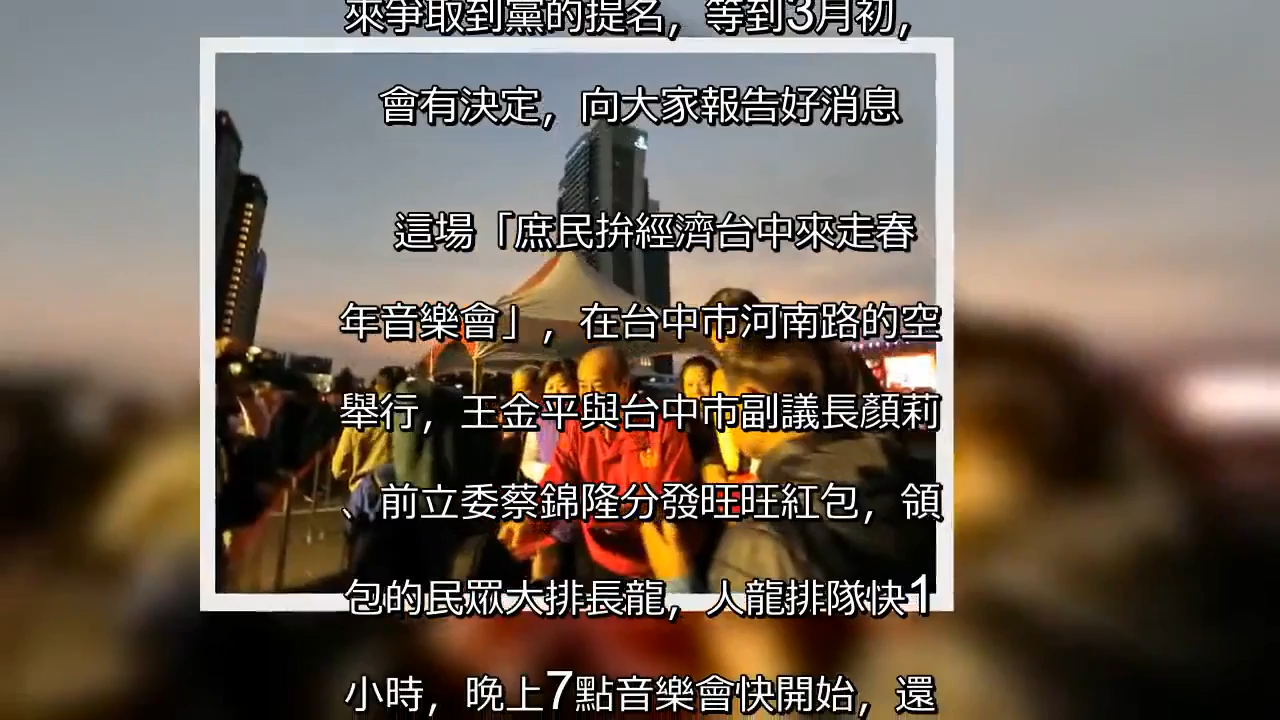 來爭取到黨的提名，等到3月初，
會有決定，向大家報告好消息
這場「庶民拚經濟台中來走春
年音樂會」，在台中市河南路的空
舉行，王金平與台中市副議長顏莉
、前立委蔡錦隆分發旺旺紅包，領
包的民眾大排長龍，人龍排隊快1
小時，晚上7點音樂會快開始，還